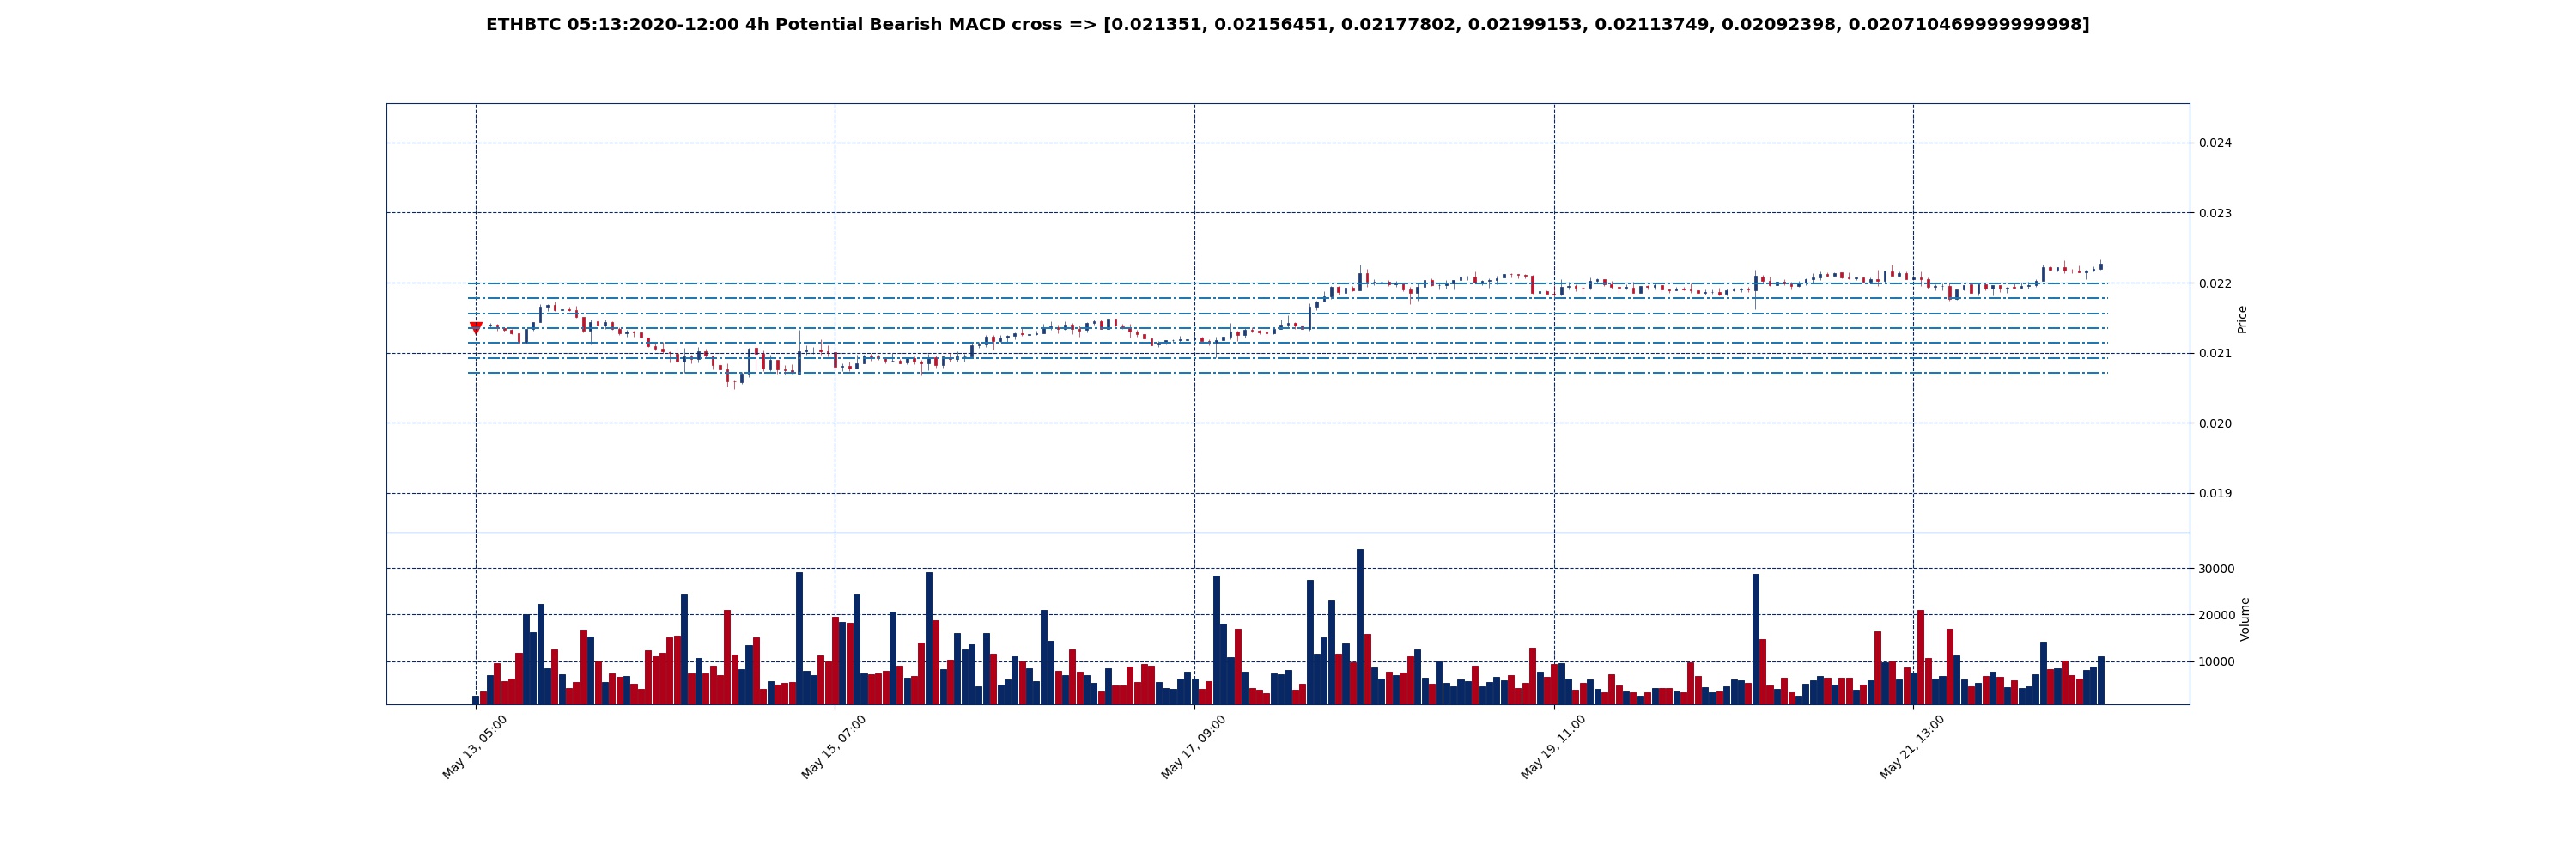 ETHBTC 05:13:2020-12:00 4h Potential Bearish MACD cross => [0.021351, 0.02156451, 0.02177802, 0.02199153, 0.02113749, 0.02092398, 0.020710469999999998]
0.024
0.023
0.022
0.021
0.020
0.019
Price
30000
20000
10000
Volume
May 13, 05:00
May 15, 07:00
May 17, 09:00
May 19, 11:00
May 21, 13:00